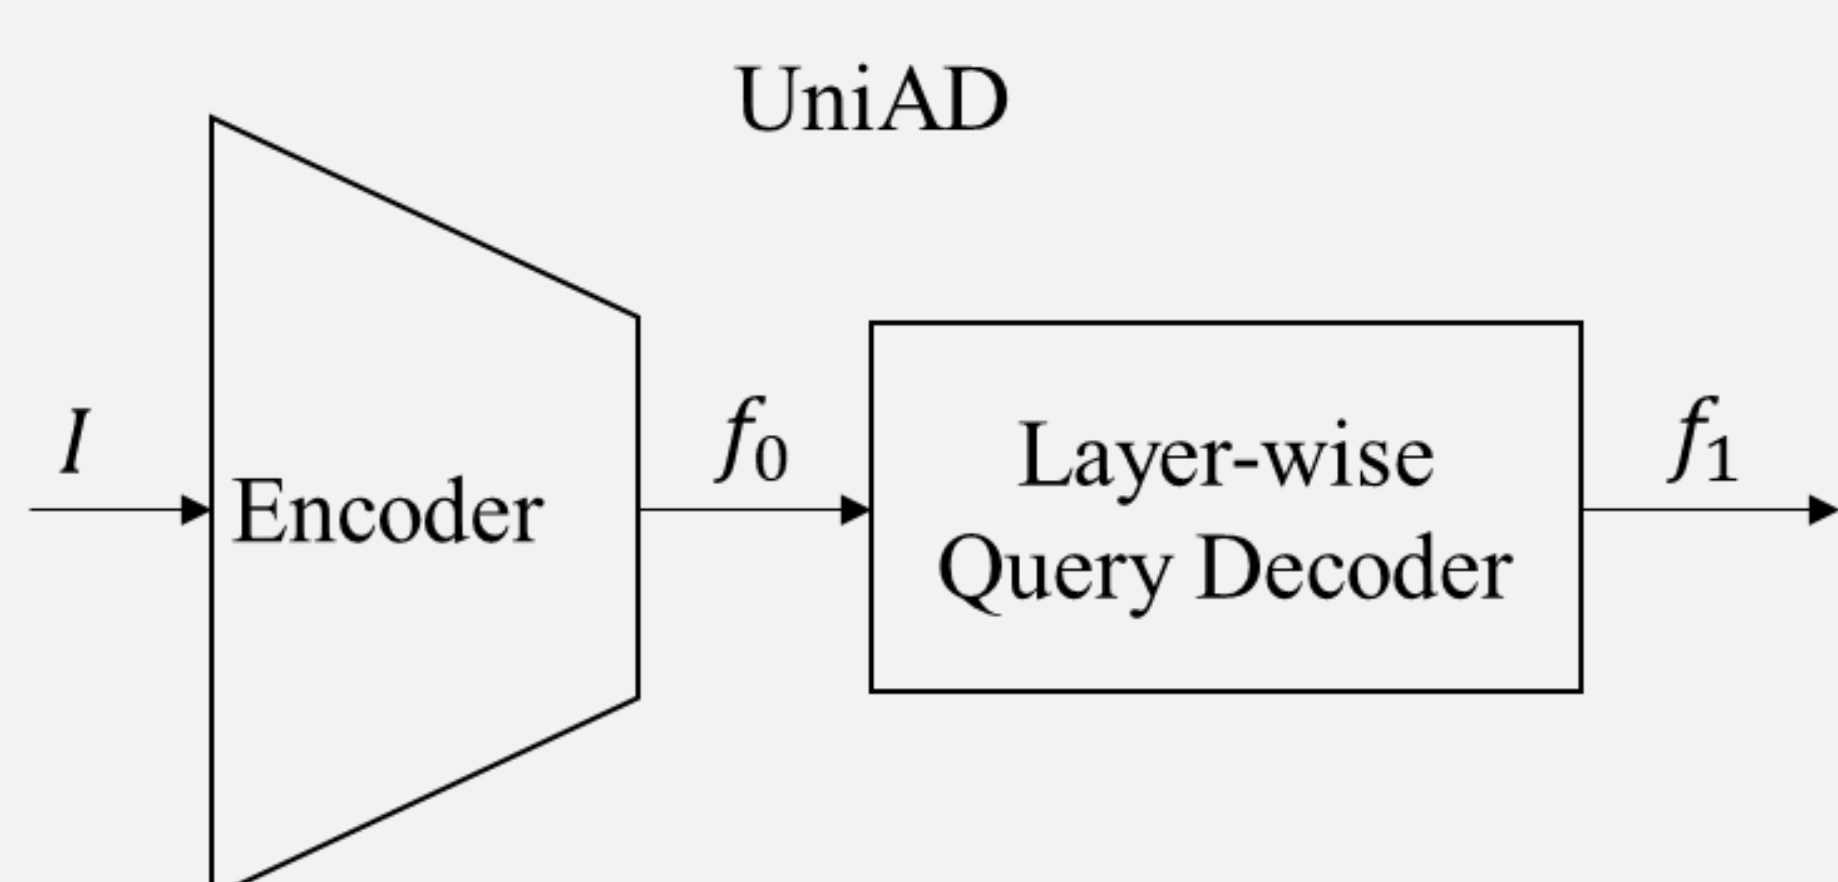 UniAD
I
Encoder
f₀
Layer-wise
Query Decoder
f₁